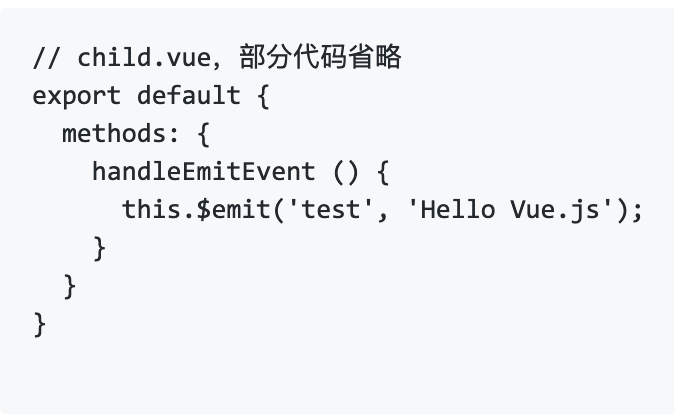 // child.vue，部分代码省略
export default {
  methods: {
    handleEmitEvent () {
      this.$emit('test', 'Hello Vue.js');
    }
  }
}